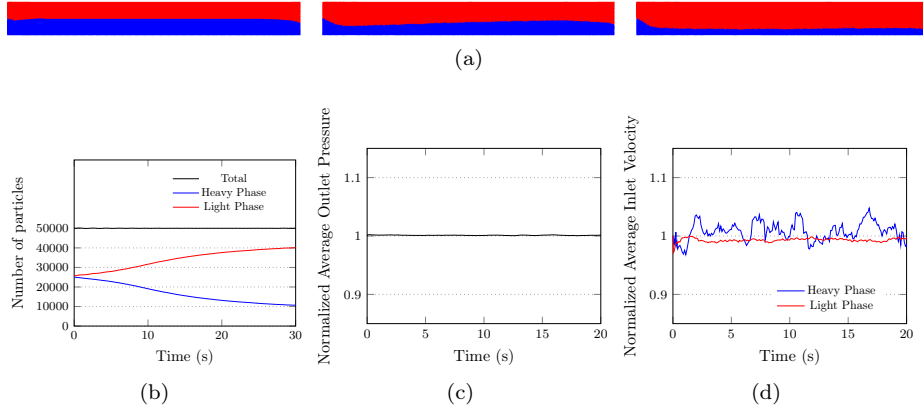 (a)
Number of particles
50000
40000
30000
20000
10000
0
0
10
20
30
Total
Heavy Phase
Light Phase
Time (s)
(b)
Normalized Average Outlet Pressure
1.1
1
0.9
0
5
10
15
20
Time (s)
(c)
Normalized Average Inlet Velocity
1.1
1
0.9
0
5
10
15
20
Heavy Phase
Light Phase
Time (s)
(d)